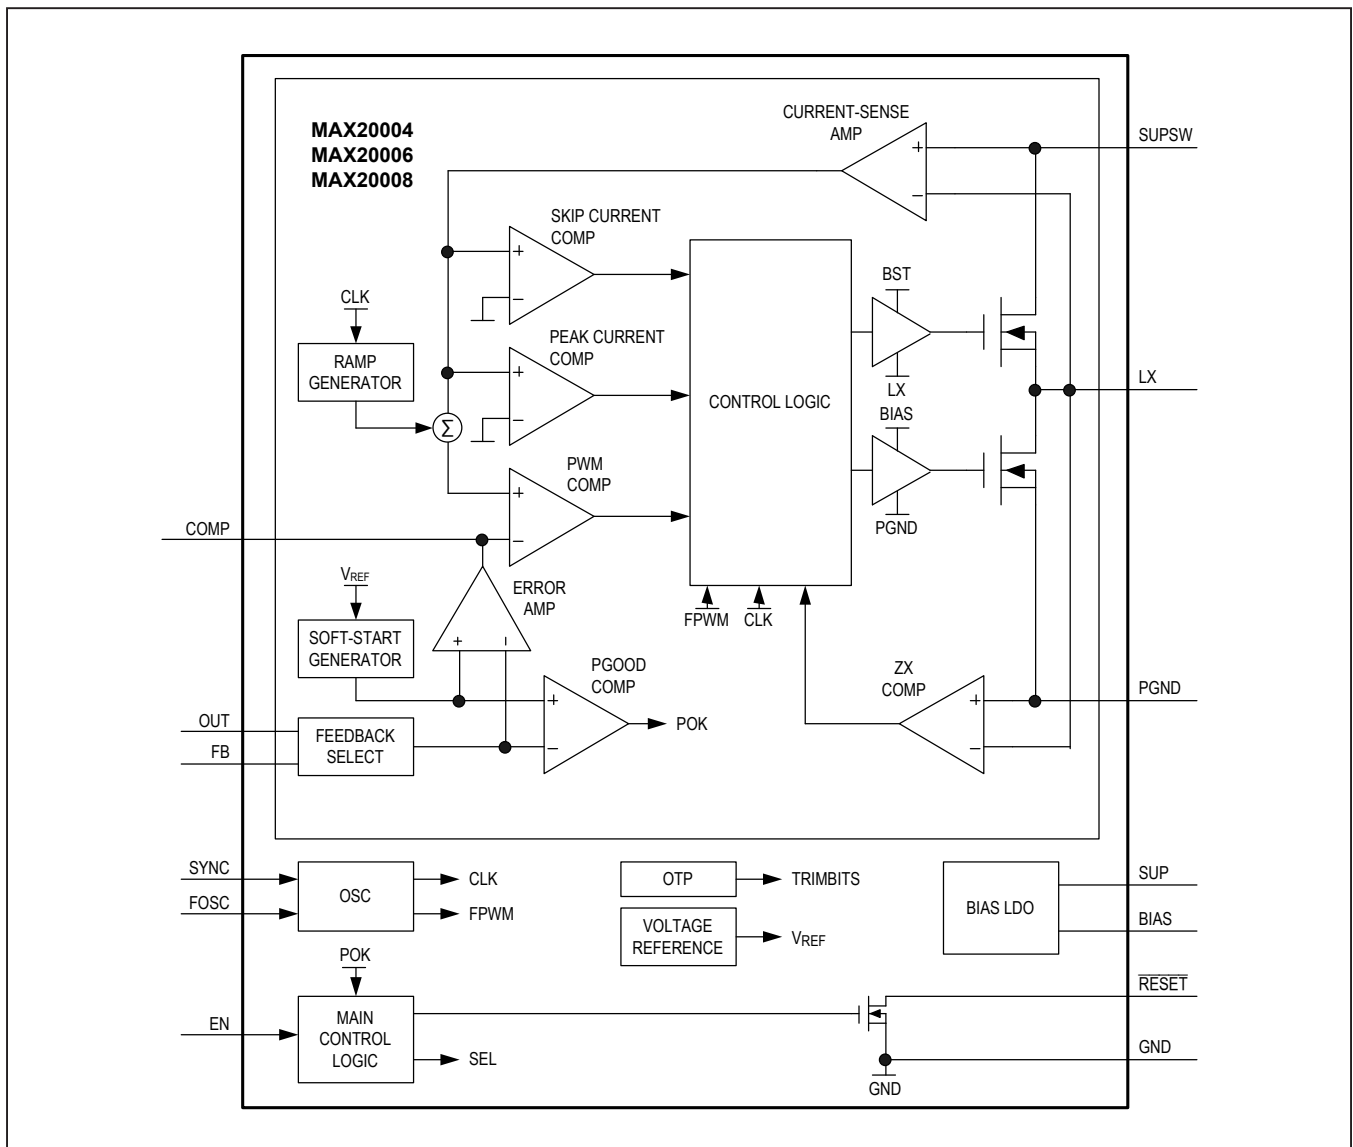 MAX20004
MAX20006
MAX20008
CURRENT-SENSE
AMP
+
−
SUPSW
SKIP CURRENT
COMP
+
−
CLK
RAMP
GENERATOR
PEAK CURRENT
COMP
+
−
Σ
CONTROL LOGIC
BST
LX
LX
BIAS
PGND
PWM
COMP
+
−
COMP
VREF
ERROR
AMP
+
−
FPWM
CLK
SOFT-START
GENERATOR
PGOOD
COMP
+
−
POK
ZX
COMP
+
−
PGND
OUT
FB
FEEDBACK
SELECT
SYNC
FOSC
OSC
CLK
FPWM
OTP
TRIMBITS
VOLTAGE
REFERENCE
VREF
BIAS LDO
SUP
BIAS
POK
EN
MAIN
CONTROL
LOGIC
SEL
RESET
GND
GND